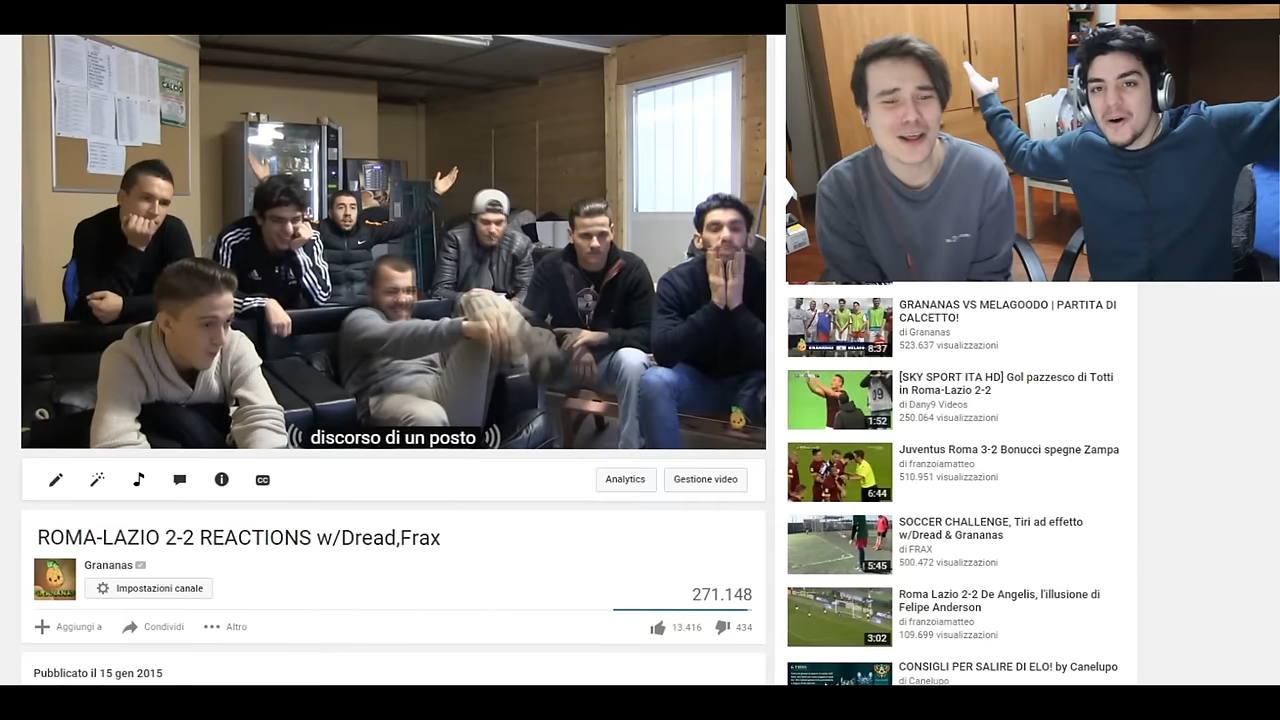 discorso di un posto
Analytics
Gestione video
ROMA-LAZIO 2-2 REACTIONS w/Dread,Frax
Grananas
Impostazioni canale
271.148
Aggiungi a
Condividi
Altro
13.416
434
Pubblicato il 15 gen 2015
GRANANAS VS MELAGOODO | PARTITA DI
CALCETTO!
di Grananas
523.637 visualizzazioni
8:37
[SKY SPORT ITA HD] Gol pazzesco di Totti
in Roma-Lazio 2-2
di Dany9 Videos
250.064 visualizzazioni
1:52
Juventus Roma 3-2 Bonucci spegne Zampa
di franzoiamatteo
510.951 visualizzazioni
6:44
SOCCER CHALLENGE, Tiri ad effetto
w/Dread & Grananas
di FRAX
500.472 visualizzazioni
5:45
Roma Lazio 2-2 De Angelis, l'illusione di
Felipe Anderson
di franzoiamatteo
109.699 visualizzazioni
3:02
CONSIGLI PER SALIRE DI ELO! by Canelupo
di Canelupo